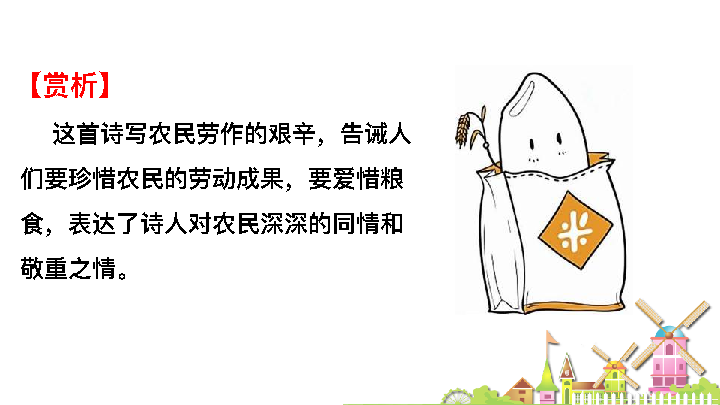 【赏析】
这首诗写农民劳作的艰辛，告诫人
们要珍惜农民的劳动成果，要爱惜粮
食，表达了诗人对农民深深的同情和
敬重之情。
米